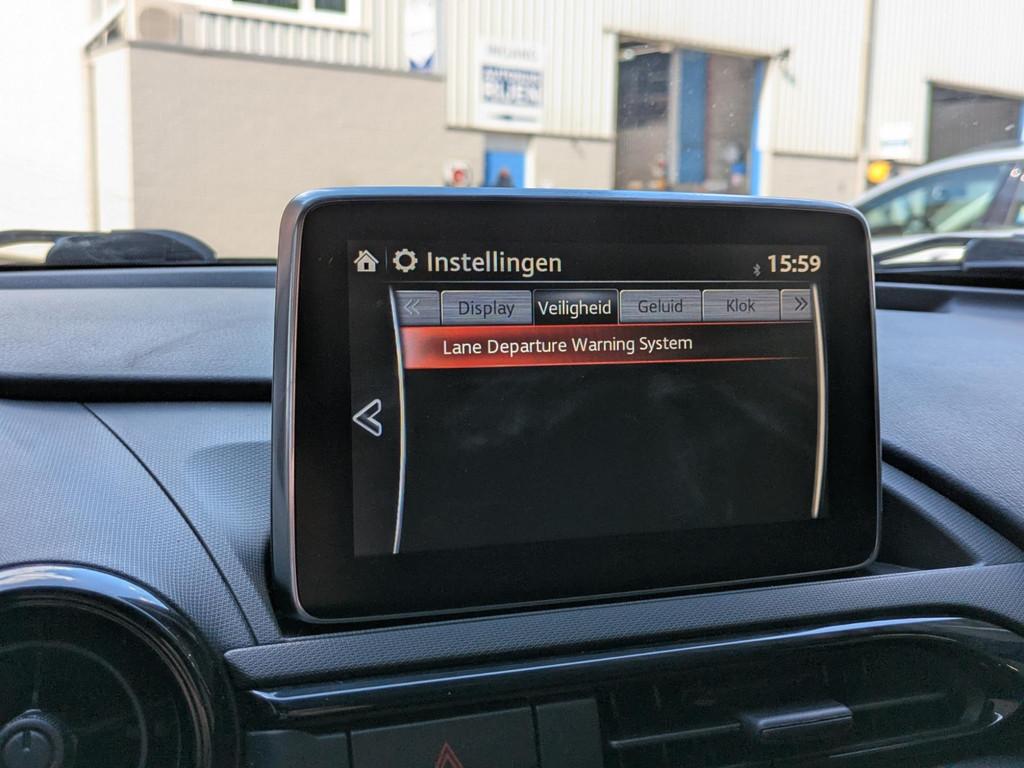 Instellingen
15:59
Display
Veiligheid
Geluid
Klok
Lane Departure Warning System